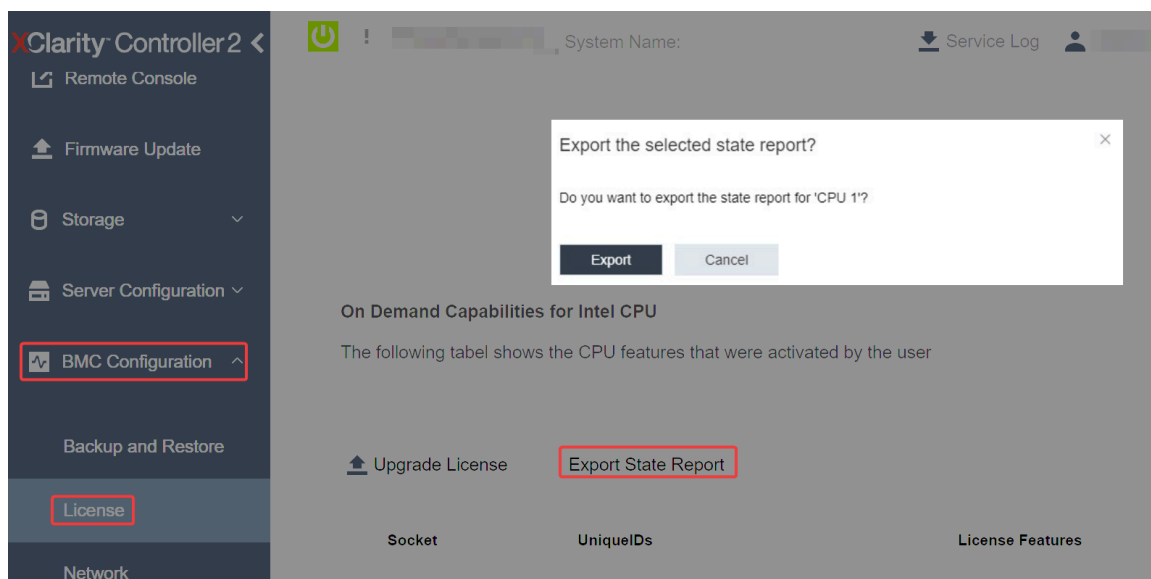 XClarity Controller 2
Remote Console
Firmware Update
Storage
Server Configuration
BMC Configuration
Backup and Restore
License
Network
System Name:
Service Log
Export the selected state report?
Do you want to export the state report for 'CPU 1'?
Export
Cancel
On Demand Capabilities for Intel CPU
The following tabel shows the CPU features that were activated by the user
Upgrade License
Export State Report
Socket UniqueIDs License Features